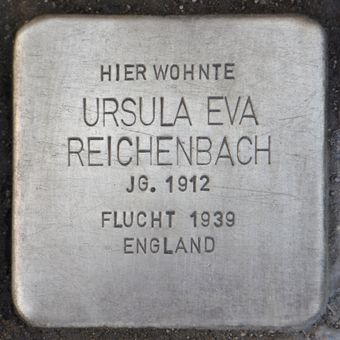 HIER WOHNTE
URSULA EVA
REICHENBACH
JG. 1912
FLUCHT 1939
ENGLAND